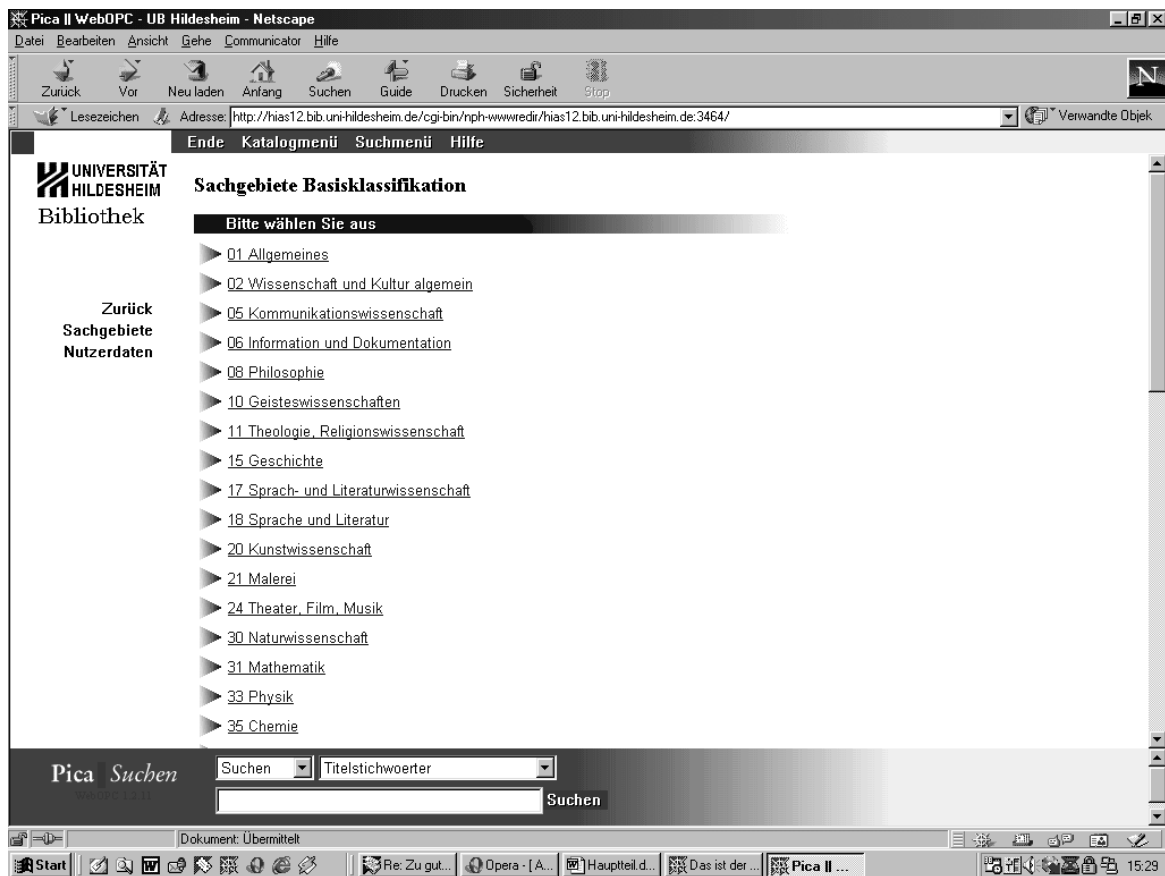 Pica II WebOPC - UB Hildesheim - Netscape
Datei Bearbeiten Ansicht Gehe Communicator Hilfe
Zurück Vor Neu laden Anfang Suchen Guide Drucken Sicherheit Stop
N
Lesezeichen Adresse: http://hias12.bib.uni-hildesheim.de/cgi-bin/nph-wwwredir/hias12.bib.uni-hildesheim.de:3464/ Verwandte Objek
Ende Katalogmenü Suchmenü Hilfe
UNIVERSITÄT
HILDESHEIM
Bibliothek
Zurück
Sachgebiete
Nutzerdaten
Sachgebiete Basisklassifikation
Bitte wählen Sie aus
01 Allgemeines
02 Wissenschaft und Kultur algemein
05 Kommunikationswissenschaft
06 Information und Dokumentation
08 Philosophie
10 Geisteswissenschaften
11 Theologie, Religionswissenschaft
15 Geschichte
17 Sprach- und Literaturwissenschaft
18 Sprache und Literatur
20 Kunstwissenschaft
21 Malerei
24 Theater, Film, Musik
30 Naturwissenschaft
31 Mathematik
33 Physik
35 Chemie
Pica Suchen
Suchen Titelstichwoerter
Suchen
Dokument: Übermittelt
Start Re: Zu gut... Opera - [ A... Hauptteil.d... Das ist der ... Pica II ... 15:29